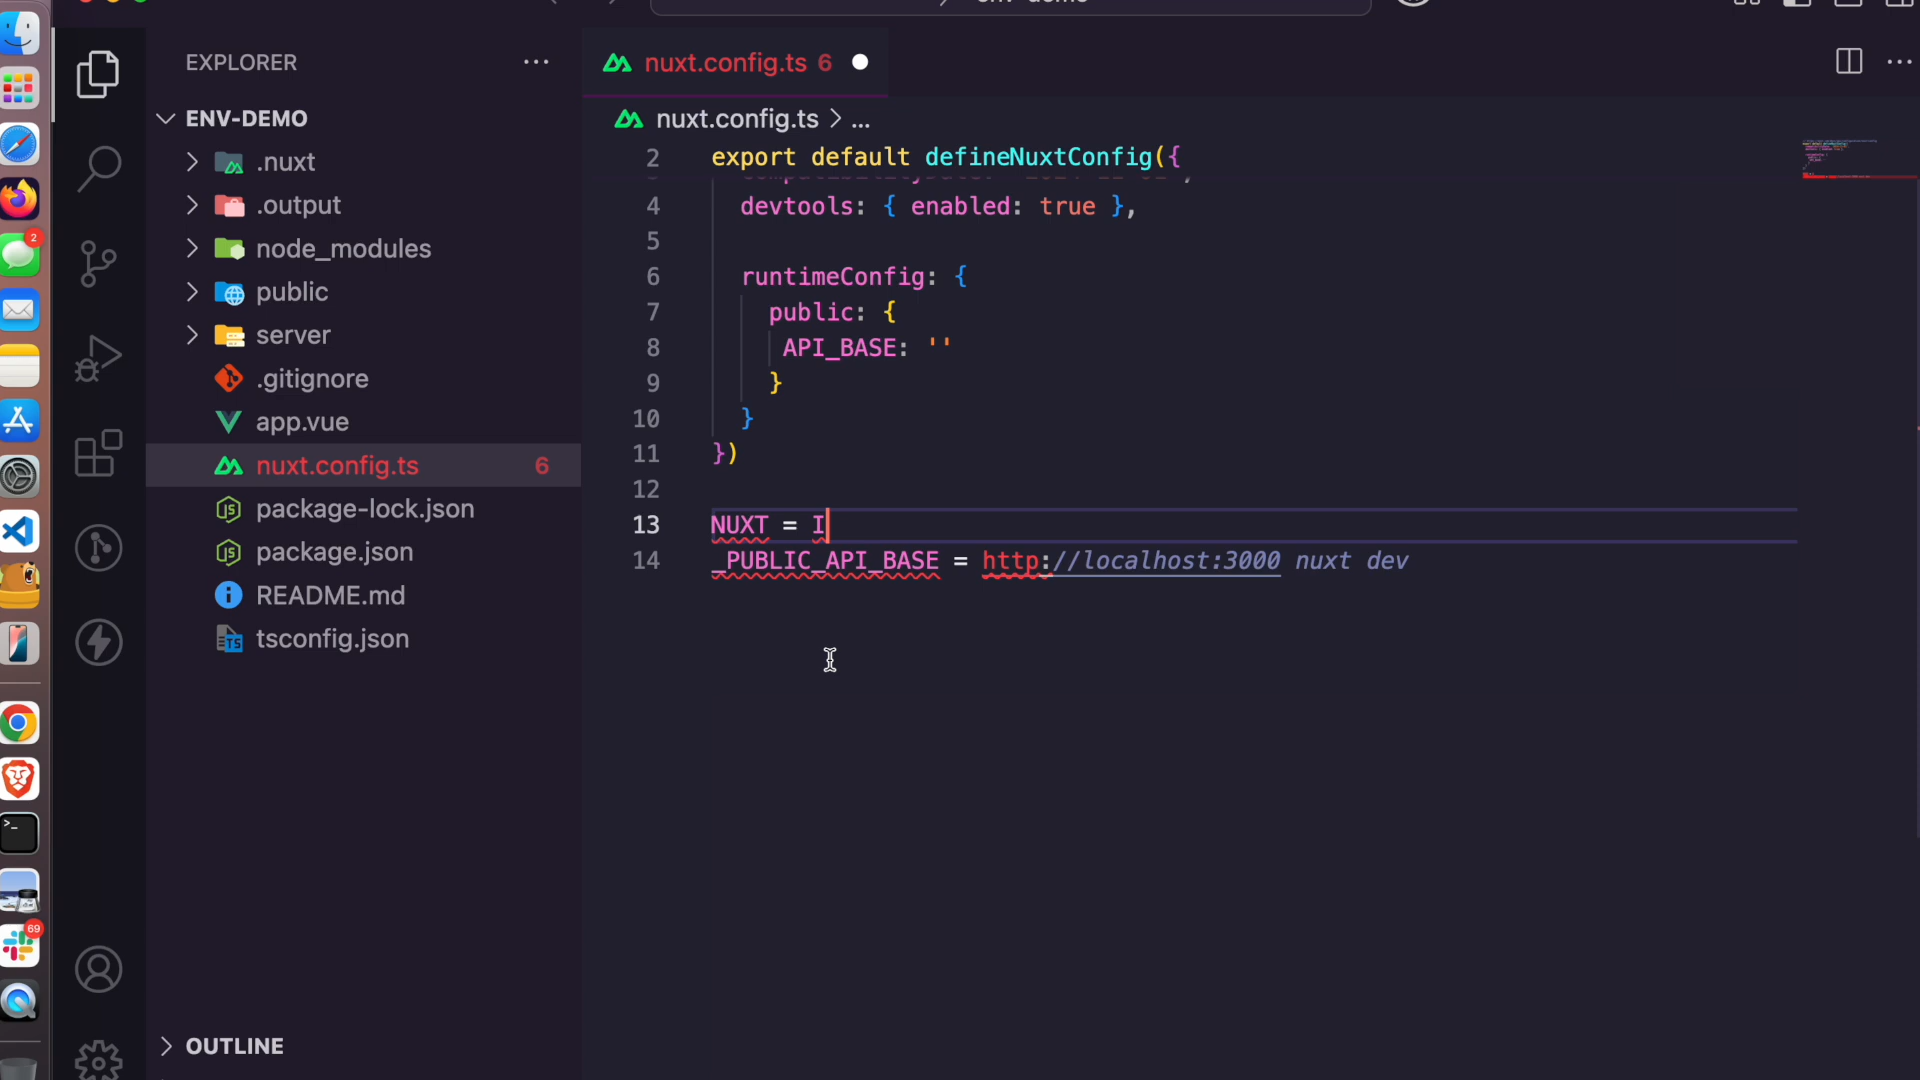 EXPLORER
ENV-DEMO
.nuxt
.output
node_modules
public
server
.gitignore
app.vue
nuxt.config.ts 6
package-lock.json
package.json
README.md
tsconfig.json
OUTLINE
2
69
nuxt.config.ts 6
nuxt.config.ts > ...
2 export default defineNuxtConfig({
4 devtools: { enabled: true },
5
6 runtimeConfig: {
7 public: {
8 API_BASE: ''
9 }
10 }
11 })
12
13 NUXT = I
14 _PUBLIC_API_BASE = http://localhost:3000 nuxt dev